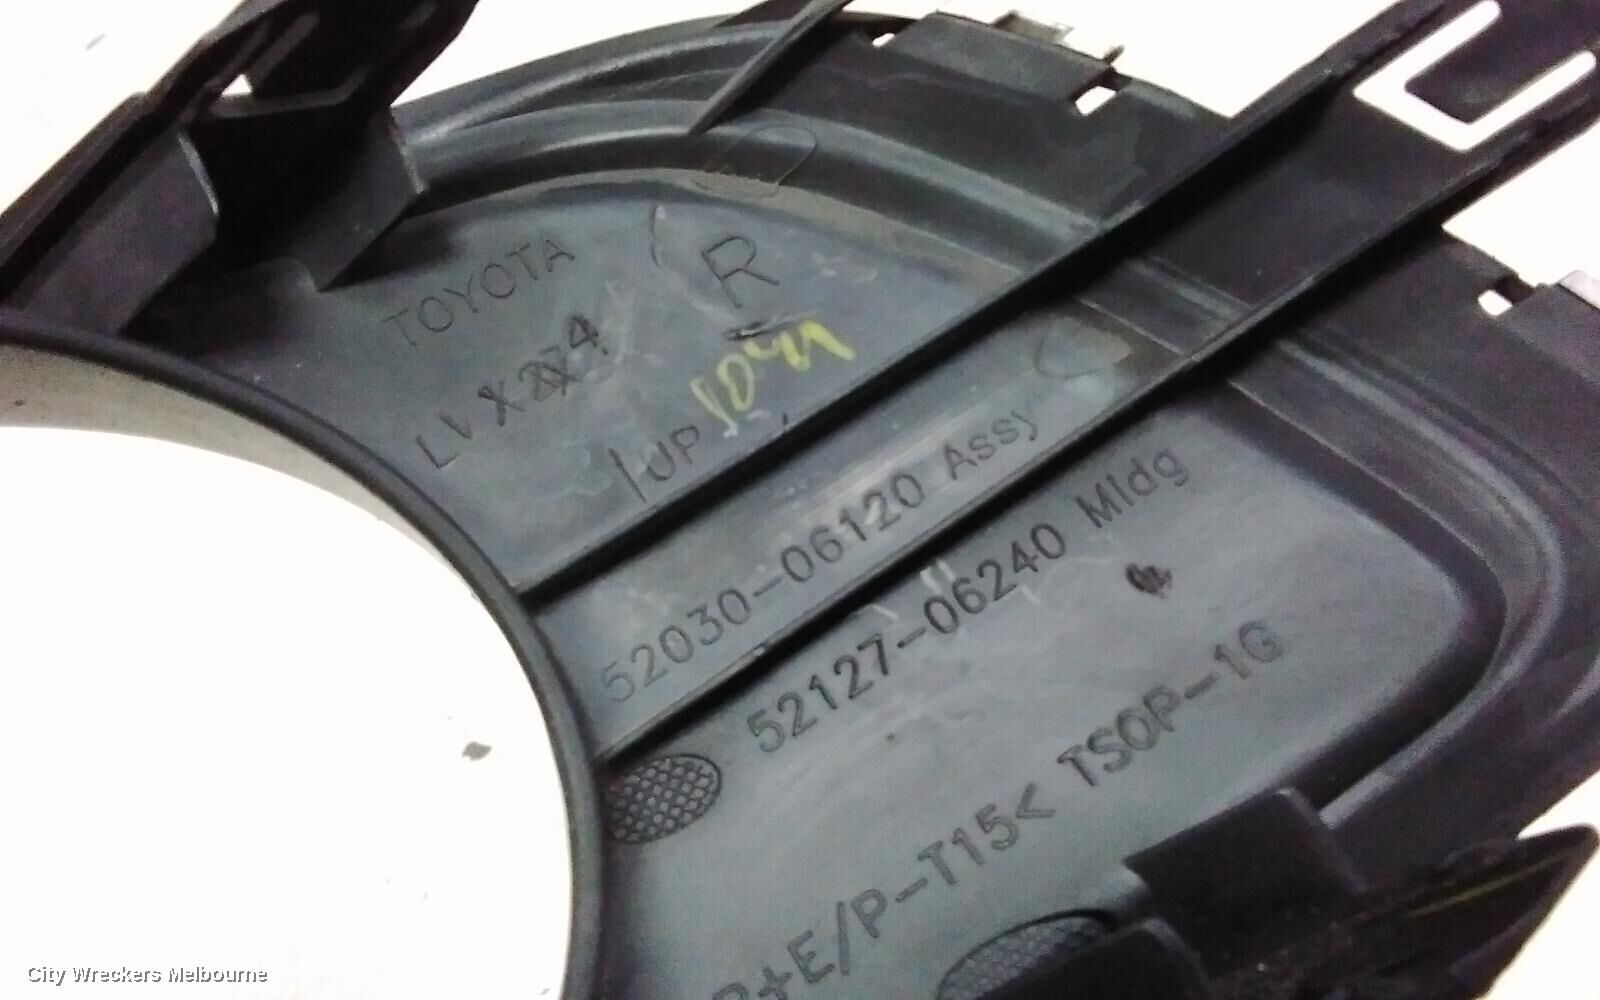 TOYOTA
R
UP
52030-06120 Assy
52127-06240 Mldg
P+E/P-T15< TSOP-1G
City Wreckers Melbourne